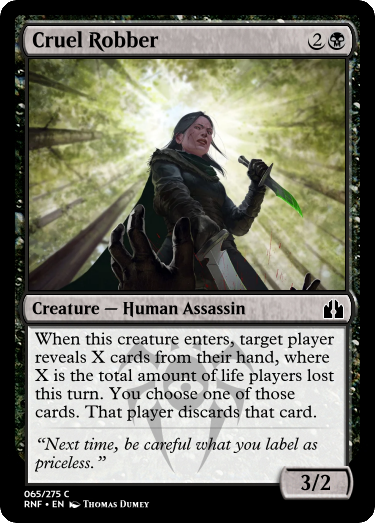 Cruel Robber 2
Creature — Human Assassin
When this creature enters, target player
reveals X cards from their hand, where
X is the total amount of life players lost
this turn. You choose one of those
cards. That player discards that card.
“Next time, be careful what you label as
priceless.”
3/2
065/275 C
RNF • EN Thomas Dumey